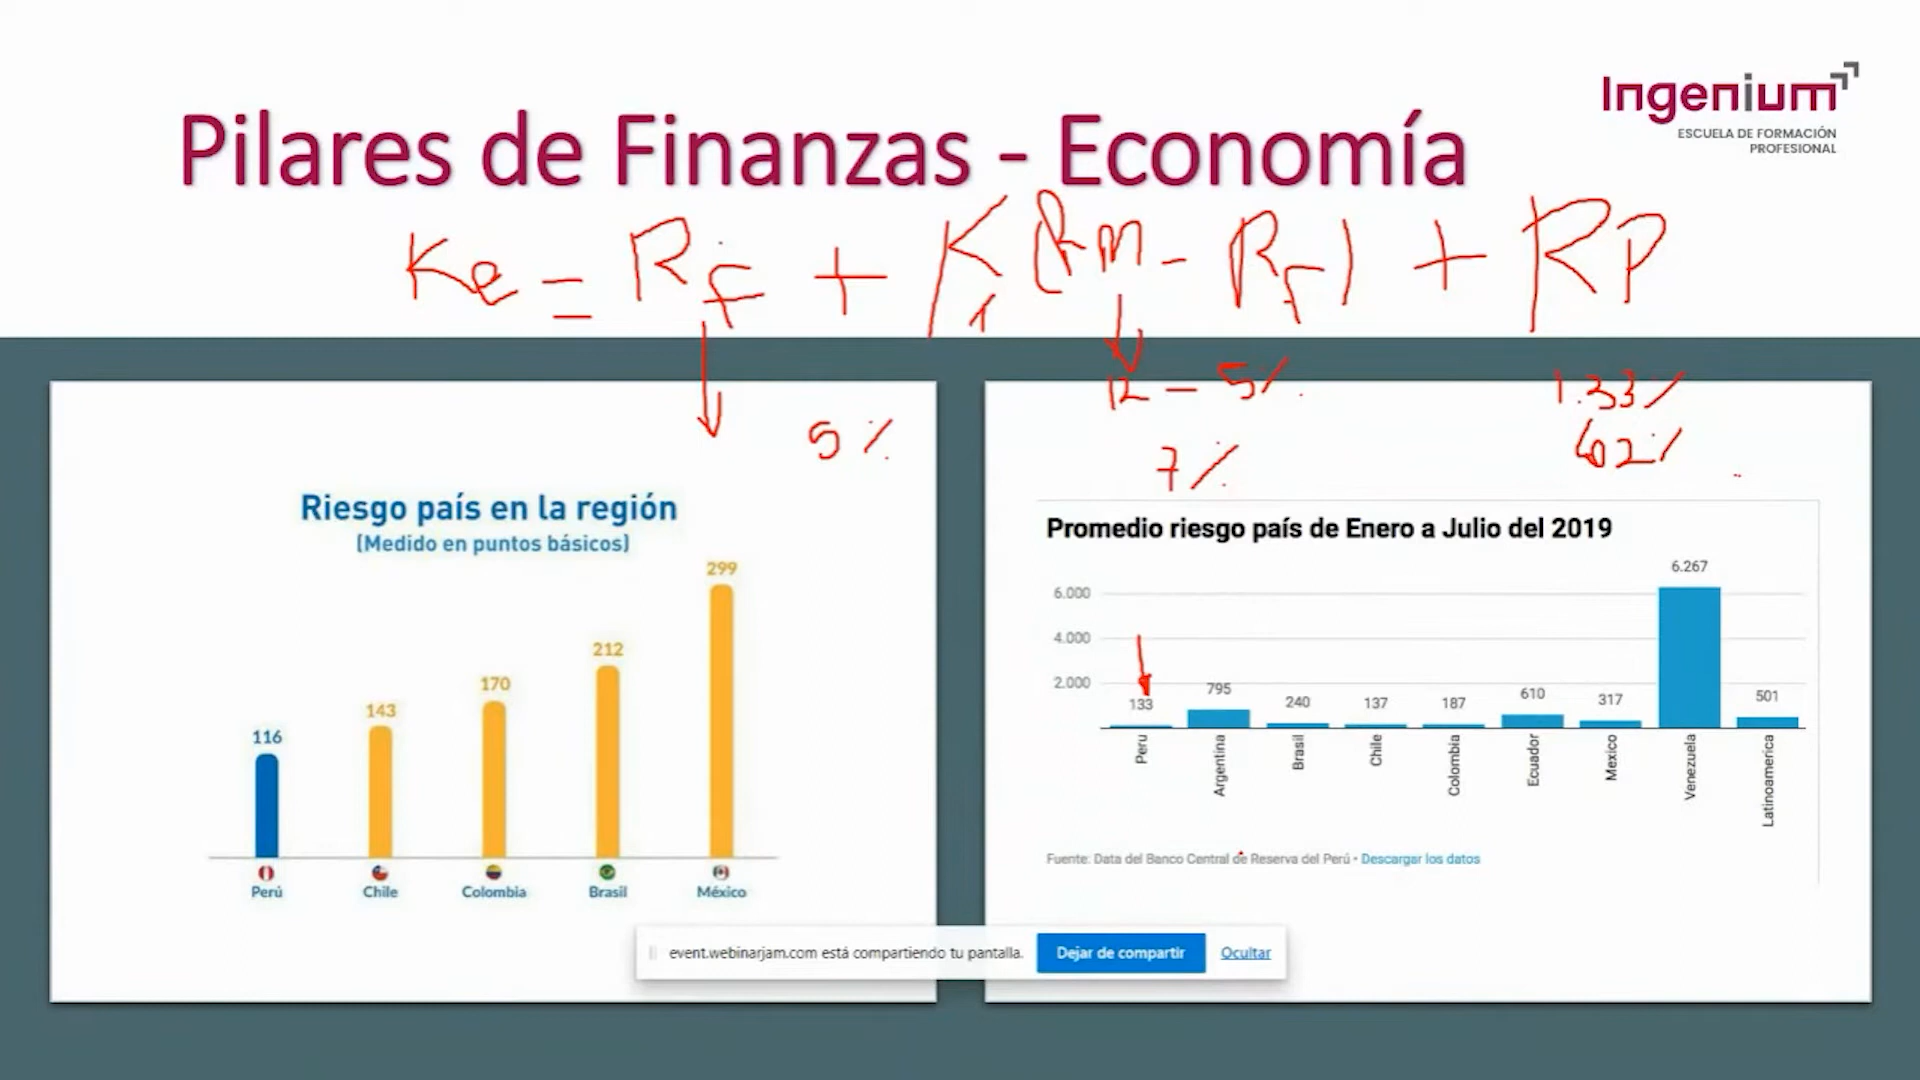 Ingenium
ESCUELA DE FORMACIÓN
PROFESIONAL
Pilares de Finanzas - Economía
Ke = Rf + K1 (Rm - Rf) + RP
12 - 5%
1.33%
5%
7%
62%
Riesgo país en la región
(Medido en puntos básicos)
299
212
170
143
116
Perú
Chile
Colombia
Brasil
México
Promedio riesgo país de Enero a Julio del 2019
6.267
6.000
4.000
2.000
133
795
240
137
187
610
317
501
Peru
Argentina
Brasil
Chile
Colombia
Ecuador
Mexico
Venezuela
Latinoamerica
Fuente: Data del Banco Central de Reserva del Perú • Descargar los datos
event.webinarjam.com está compartiendo tu pantalla.
Dejar de compartir
Ocultar